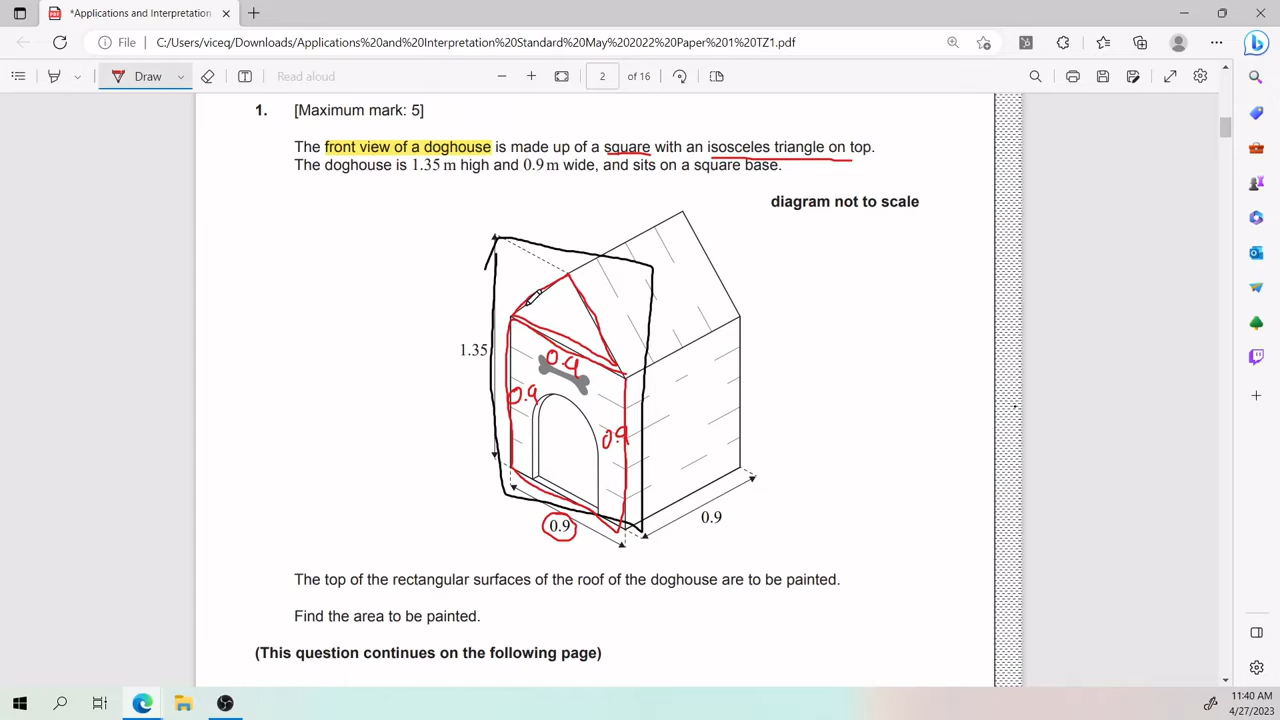 *Applications and Interpretation
File
C:/Users/viceq/Downloads/Applications%20and%20Interpretation%20Standard%20May%202022%20Paper%201%20TZ1.pdf
Draw
Read aloud
2
of 16
1. [Maximum mark: 5]
The front view of a doghouse is made up of a square with an isosceles triangle on top.
The doghouse is 1.35 m high and 0.9 m wide, and sits on a square base.
diagram not to scale
1.35
0.9
0.9
0.9
0.9
0.9
The top of the rectangular surfaces of the roof of the doghouse are to be painted.
Find the area to be painted.
(This question continues on the following page)
11:40 AM
4/27/2023